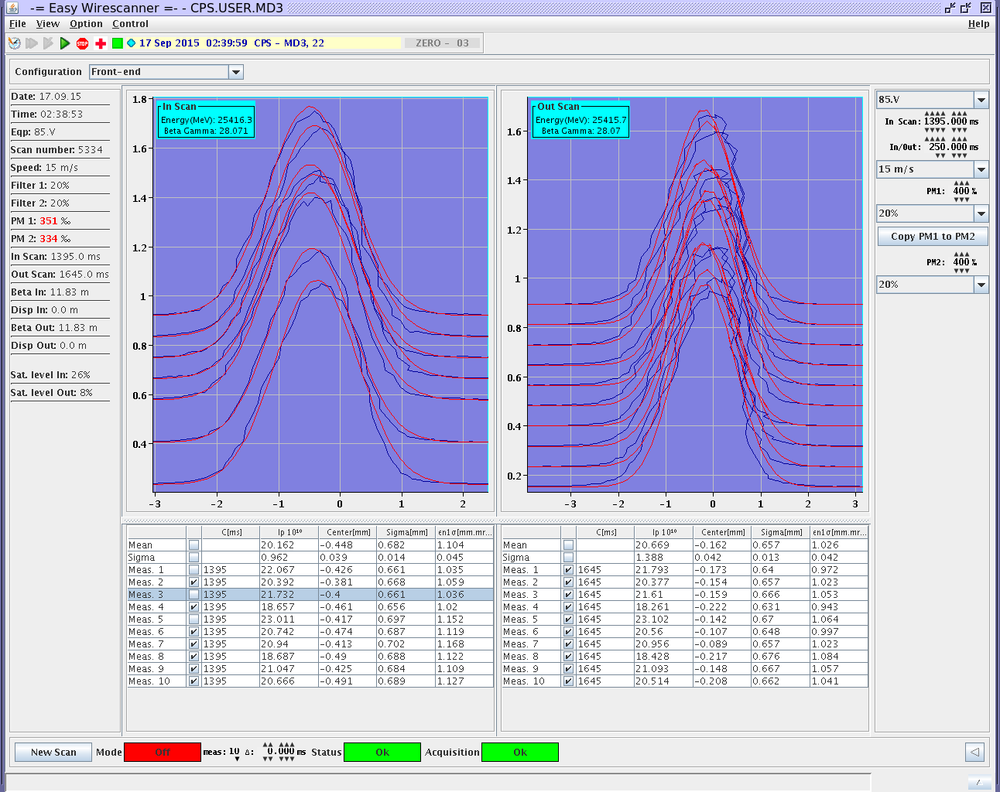 -= Easy Wirescanner =- - CPS.USER.MD3
File View Option Control Help
STOP 17 Sep 2015 02:39:59 CPS - MD3, 22 ZERO - 03
Configuration Front-end
Date: 17.09.15
Time: 02:38:53
Eqp: 85.V
Scan number: 5334
Speed: 15 m/s
Filter 1: 20%
Filter 2: 20%
PM 1: 351 ‰
PM 2: 334 ‰
In Scan: 1395.0 ms
Out Scan: 1645.0 ms
Beta In: 11.83 m
Disp In: 0.0 m
Beta Out: 11.83 m
Disp Out: 0.0 m
Sat. level In: 26%
Sat. level Out: 8%
In Scan
Energy(MeV): 25416.3
Beta Gamma: 28.071
1.8
1.6
1.4
1.2
1
0.8
0.6
0.4
-3 -2 -1 0 1 2
Out Scan
Energy(MeV): 25415.7
Beta Gamma: 28.07
1.6
1.4
1.2
1
0.8
0.6
0.4
0.2
-3 -2 -1 0 1 2 3
85.V
In Scan: 1395.000 ms
In/Out: 250.000 ms
15 m/s
PM1: 400 ‰
20%
Copy PM1 to PM2
PM2: 400 ‰
20%
C[ms] Ip 10¹⁰ Center[mm] Sigma[mm] εn1σ[mm.mr...
Mean 20.162 -0.448 0.682 1.104
Sigma 0.962 0.039 0.014 0.045
Meas. 1 1395 22.067 -0.426 0.661 1.035
Meas. 2 1395 20.392 -0.381 0.668 1.059
Meas. 3 1395 21.732 -0.4 0.661 1.036
Meas. 4 1395 18.657 -0.461 0.656 1.02
Meas. 5 1395 23.011 -0.417 0.697 1.152
Meas. 6 1395 20.742 -0.474 0.687 1.119
Meas. 7 1395 20.94 -0.413 0.702 1.168
Meas. 8 1395 18.687 -0.49 0.688 1.122
Meas. 9 1395 21.047 -0.425 0.684 1.109
Meas. 10 1395 20.666 -0.491 0.689 1.127
C[ms] Ip 10¹⁰ Center[mm] Sigma[mm] εn1σ[mm.mr...
Mean 20.669 -0.162 0.657 1.026
Sigma 1.388 0.042 0.013 0.042
Meas. 1 1645 21.793 -0.173 0.64 0.972
Meas. 2 1645 20.377 -0.154 0.657 1.023
Meas. 3 1645 21.61 -0.159 0.666 1.053
Meas. 4 1645 18.261 -0.222 0.631 0.943
Meas. 5 1645 23.102 -0.142 0.67 1.064
Meas. 6 1645 20.56 -0.107 0.648 0.997
Meas. 7 1645 20.956 -0.089 0.657 1.023
Meas. 8 1645 18.428 -0.217 0.676 1.084
Meas. 9 1645 21.093 -0.148 0.667 1.057
Meas. 10 1645 20.514 -0.208 0.662 1.041
New Scan Mode Off meas: 10 Δ: 0.000 ms Status Ok Acquisition Ok